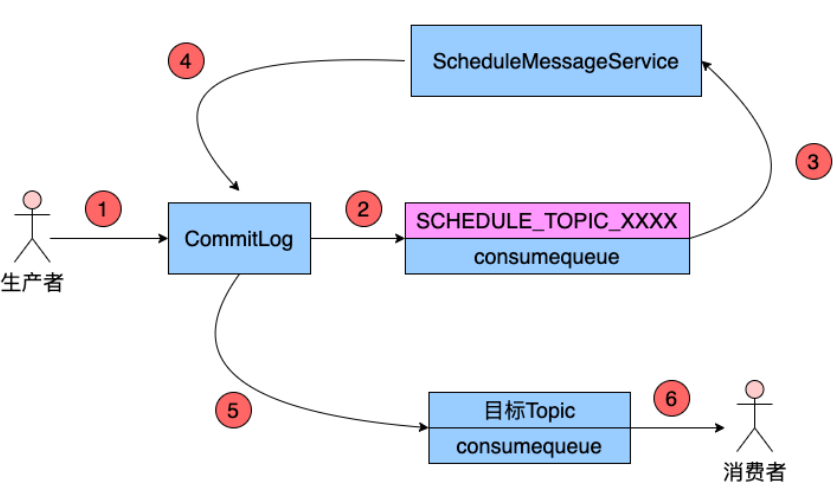 4
ScheduleMessageService
3
1
2
CommitLog
SCHEDULE_TOPIC_XXXX
consumequeue
生产者
5
目标Topic
consumequeue
6
消费者